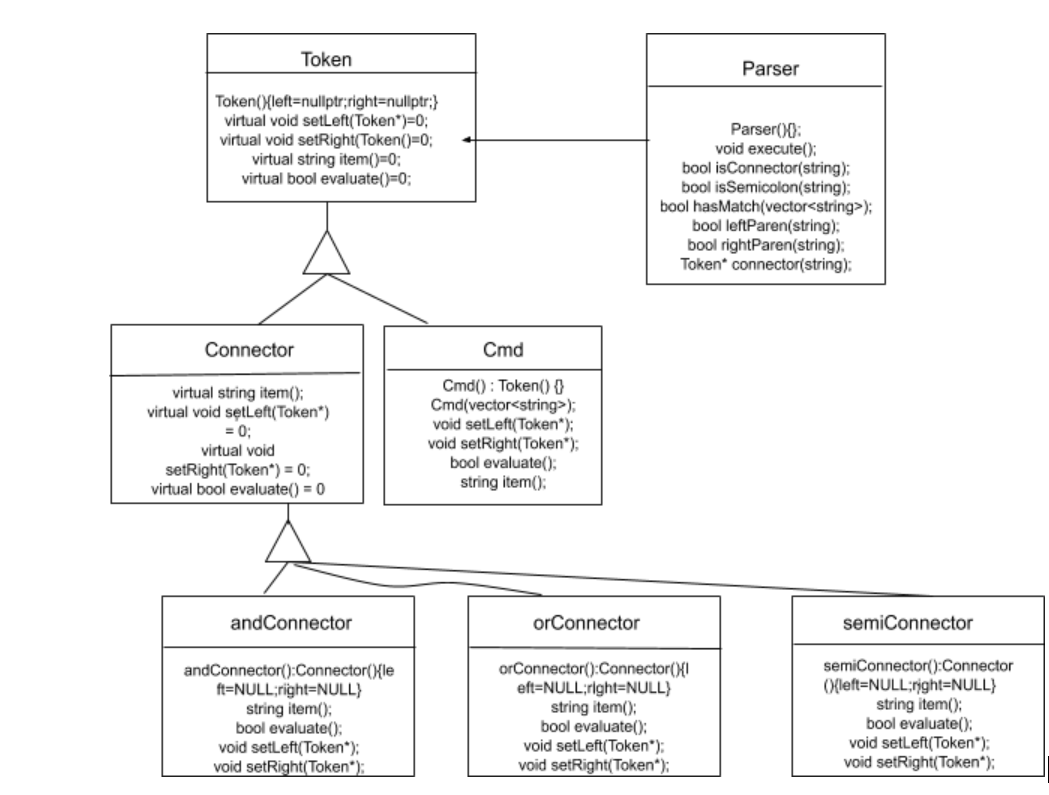 Token
Token(){left=nullptr;right=nullptr;}
virtual void setLeft(Token*)=0;
virtual void setRight(Token()=0;
virtual string item()=0;
virtual bool evaluate()=0;
Parser
Parser(){};
void execute();
bool isConnector(string);
bool isSemicolon(string);
bool hasMatch(vector<string>);
bool leftParen(string);
bool rightParen(string);
Token* connector(string);
Connector
virtual string item();
virtual void setLeft(Token*)
= 0;
virtual void
setRight(Token*) = 0;
virtual bool evaluate() = 0
Cmd
Cmd() : Token() {}
Cmd(vector<string>);
void setLeft(Token*);
void setRight(Token*);
bool evaluate();
string item();
andConnector
andConnector():Connector(){le
ft=NULL;right=NULL}
string item();
bool evaluate();
void setLeft(Token*);
void setRight(Token*);
orConnector
orConnector():Connector(){l
eft=NULL;right=NULL}
string item();
bool evaluate();
void setLeft(Token*);
void setRight(Token*);
semiConnector
semiConnector():Connector
(){left=NULL;right=NULL}
string item();
bool evaluate();
void setLeft(Token*);
void setRight(Token*);